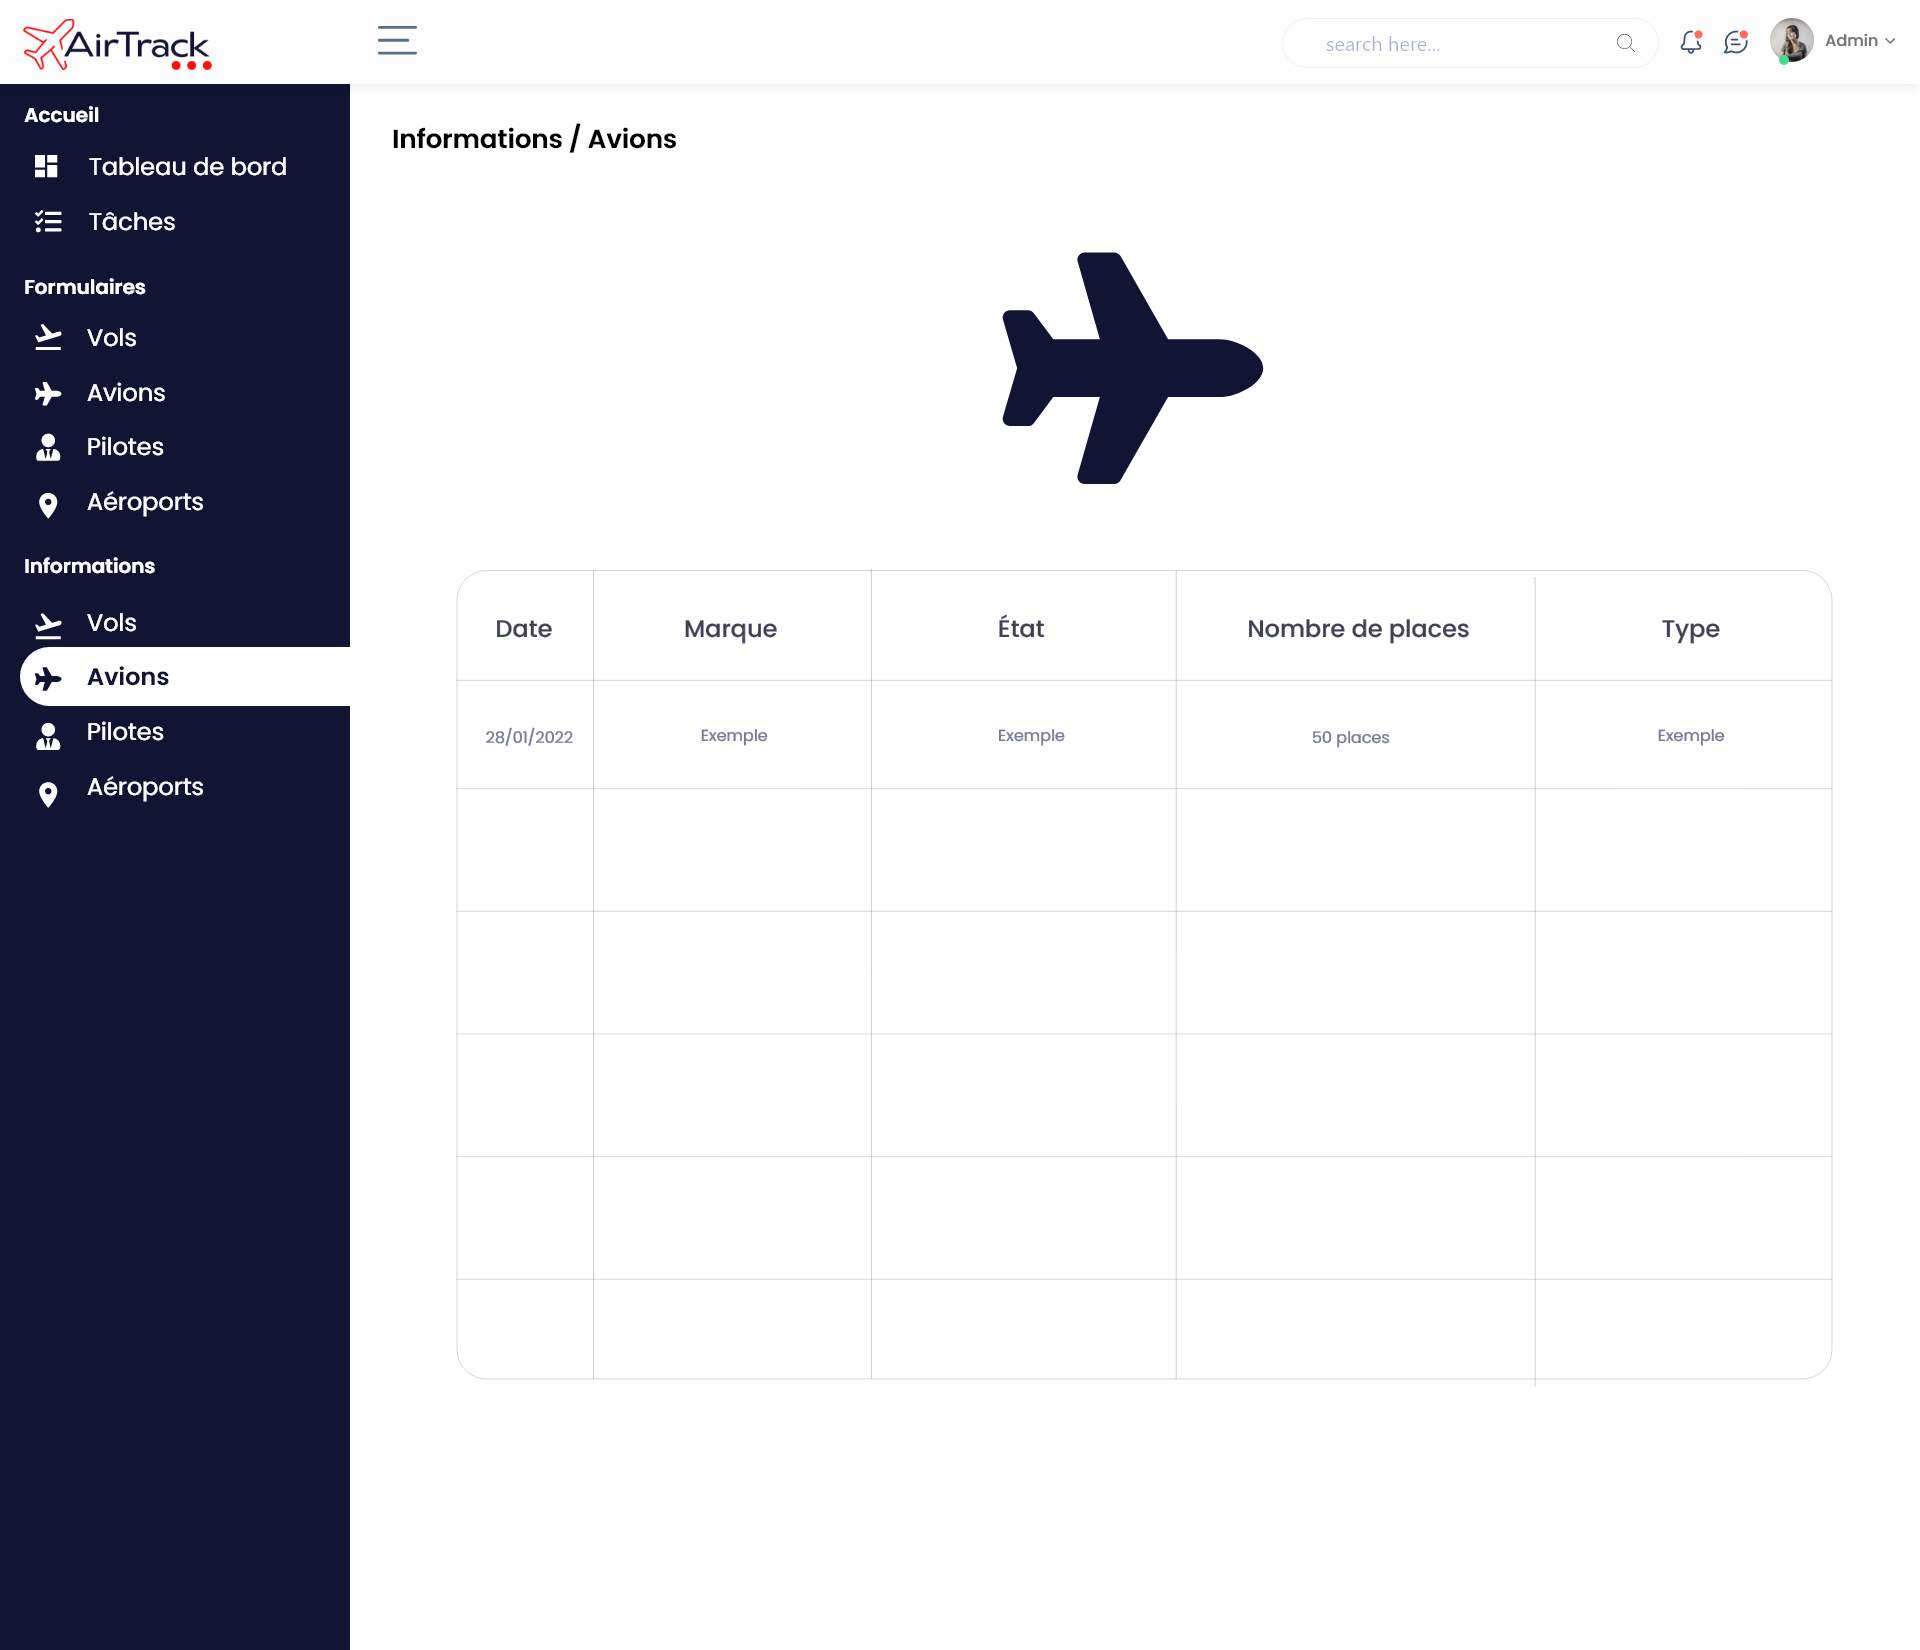 AirTrack
search here...
Admin
Accueil
Tableau de bord
Tâches
Formulaires
Vols
Avions
Pilotes
Aéroports
Informations
Vols
Avions
Pilotes
Aéroports
Informations / Avions
Date Marque État Nombre de places Type
28/01/2022 Exemple Exemple 50 places Exemple